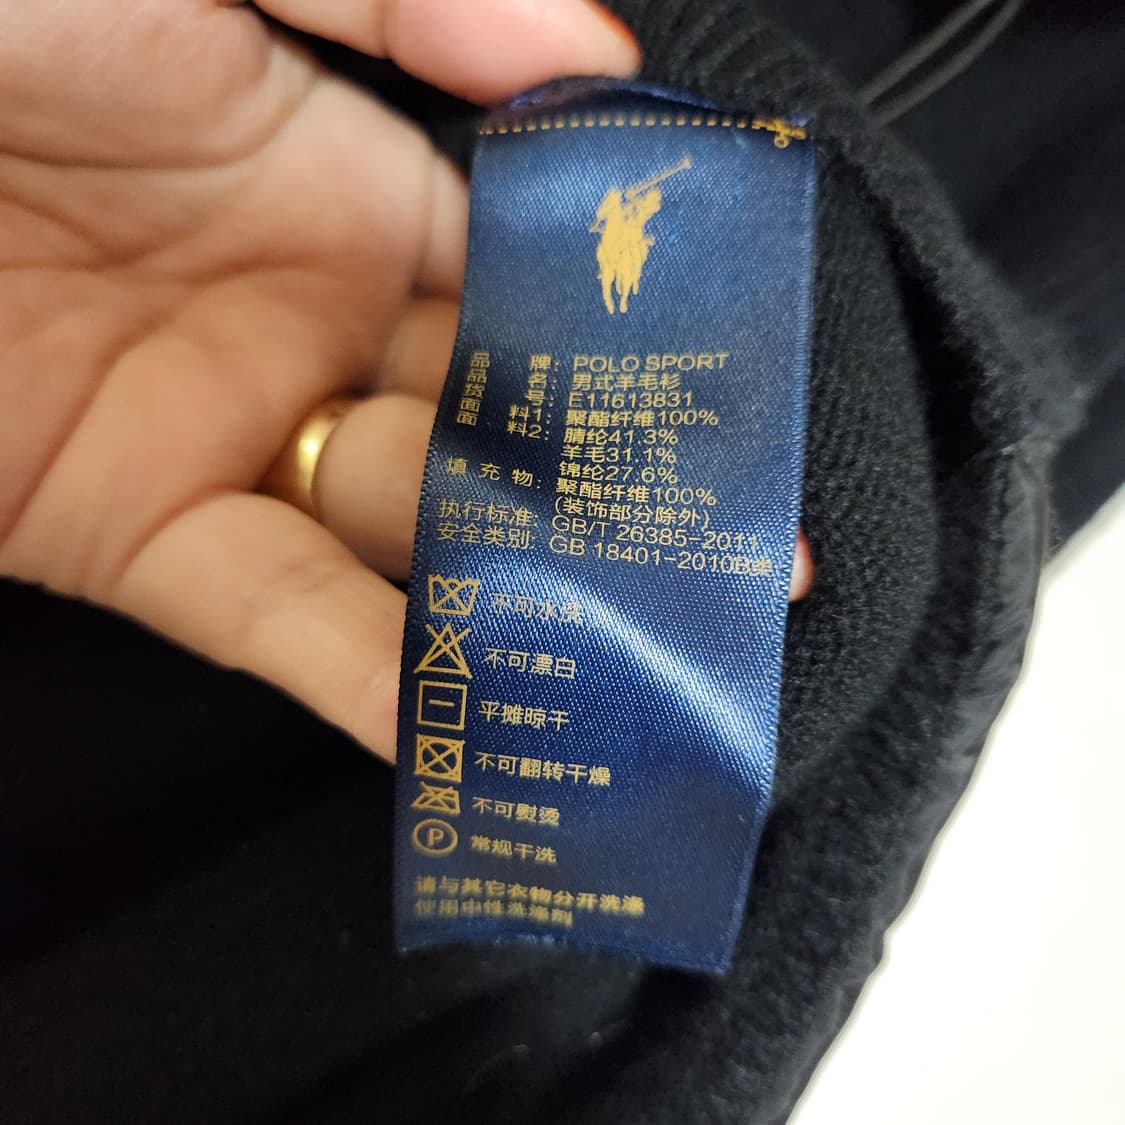 品 牌: POLO SPORT
品 名: 男式羊毛衫
货 号: E11613831
面 料1: 聚酯纤维100%
面 料2: 腈纶41.3%
羊毛31.1%
锦纶27.6%
填 充 物: 聚酯纤维100%
(装饰部分除外)
执行标准: GB/T 26385-2011
安全类别: GB 18401-2010B类
不可水洗
不可漂白
平摊晾干
不可翻转干燥
不可熨烫
P 常规干洗
请与其它衣物分开洗涤
使用中性洗涤剂